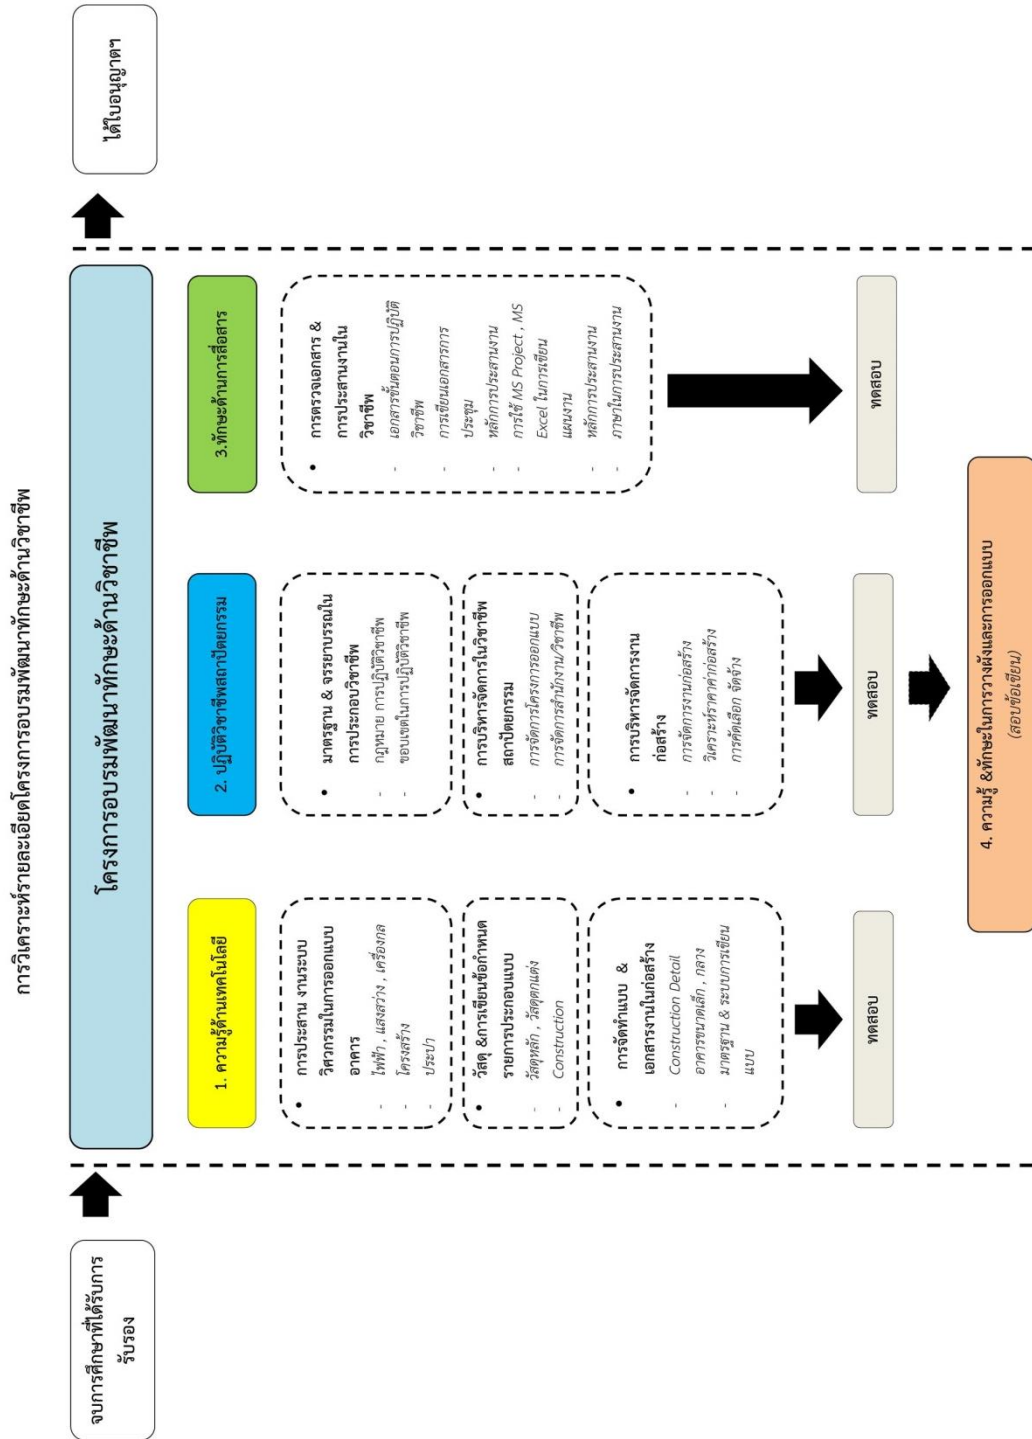 การวิเคราะห์รายละเอียดโครงการอบรมพัฒนาทักษะด้านวิชาชีพ
จบการศึกษาที่ได้รับการ
รับรอง
โครงการอบรมพัฒนาทักษะด้านวิชาชีพ
ได้ใบอนุญาตฯ
1. ความรู้ด้านเทคโนโลยี
• การประสาน งานระบบ
วิศวกรรมในการออกแบบ
อาคาร
- ไฟฟ้า , แสงสว่าง , เครื่องกล
- โครงสร้าง
- ประปา
• วัสดุ &การเขียนข้อกำหนด
รายการประกอบแบบ
- วัสดุหลัก , วัสดุตกแต่ง
- Construction
• การจัดทำแบบ &
เอกสารงานในก่อสร้าง
- Construction Detail
อาคารขนาดเล็ก , กลาง
- มาตรฐาน & ระบบการเขียน
แบบ
ทดสอบ
2. ปฏิบัติวิชาชีพสถาปัตยกรรม
• มาตรฐาน & จรรยาบรรณใน
การประกอบวิชาชีพ
- กฎหมาย การปฏิบัติวิชาชีพ
- ขอบเขตในการปฏิบัติวิชาชีพ
• การบริหารจัดการในวิชาชีพ
สถาปัตยกรรม
- การจัดการโครงการออกแบบ
- การจัดการสำนักงาน/วิชาชีพ
• การบริหารจัดการงาน
ก่อสร้าง
- การจัดการงานก่อสร้าง
- วิเคราะห์ราคาค่าก่อสร้าง
- การคัดเลือก จัดจ้าง
ทดสอบ
3.ทักษะด้านการสื่อสาร
• การตรวจเอกสาร &
การประสานงานใน
วิชาชีพ
- เอกสารขั้นตอนการปฏิบัติ
วิชาชีพ
- การเขียนเอกสารการ
ประชุม
- หลักการประสานงาน
- การใช้ MS Project , MS
Excel ในการเขียน
แผนงาน
- หลักการประสานงาน
- ภาษาในการประสานงาน
ทดสอบ
4. ความรู้ &ทักษะในการวางผังและการออกแบบ
(สอบข้อเขียน)